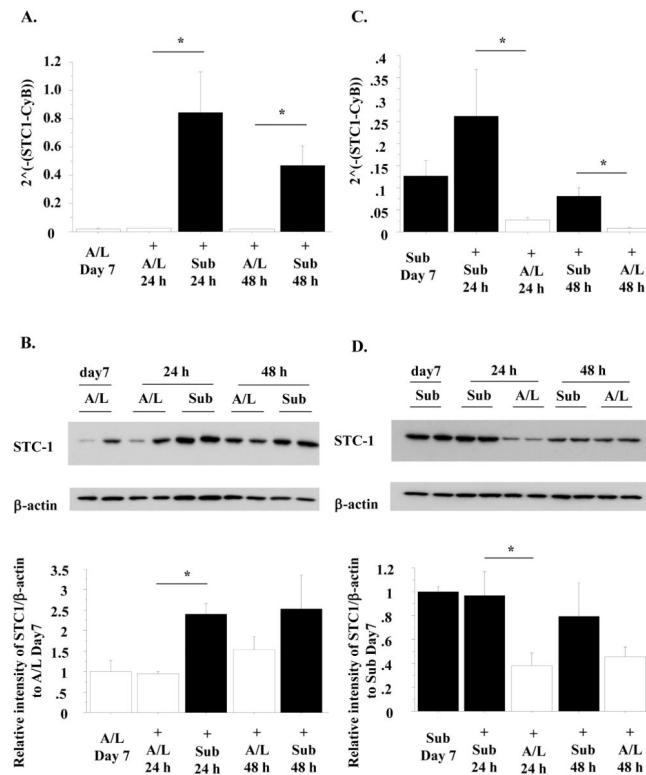 A.
2^(-(STC1-CyB))
1.2
1.0
0.8
0.6
0.4
0.2
0
*
*
A/L
Day 7
+
A/L
24 h
+
Sub
24 h
+
A/L
48 h
+
Sub
48 h
C.
2^(-(STC1-CyB))
.4
.35
.3
.25
.2
.15
.1
.05
0
*
*
Sub
Day 7
+
Sub
24 h
+
A/L
24 h
+
Sub
48 h
+
A/L
48 h
B.
day7 24 h 48 h
A/L A/L Sub A/L Sub
STC-1
β-actin
Relative intensity of STC1/β-actin
to A/L Day7
3.5
3
2.5
2
1.5
1
.5
0
*
A/L
Day 7
+
A/L
24 h
+
Sub
24 h
+
A/L
48 h
+
Sub
48 h
D.
day7 24 h 48 h
Sub Sub A/L Sub A/L
STC-1
β-actin
Relative intensity of STC1/β-actin
to Sub Day7
1.2
1
.8
.6
.4
.2
0
*
Sub
Day 7
+
Sub
24 h
+
A/L
24 h
+
Sub
48 h
+
A/L
48 h